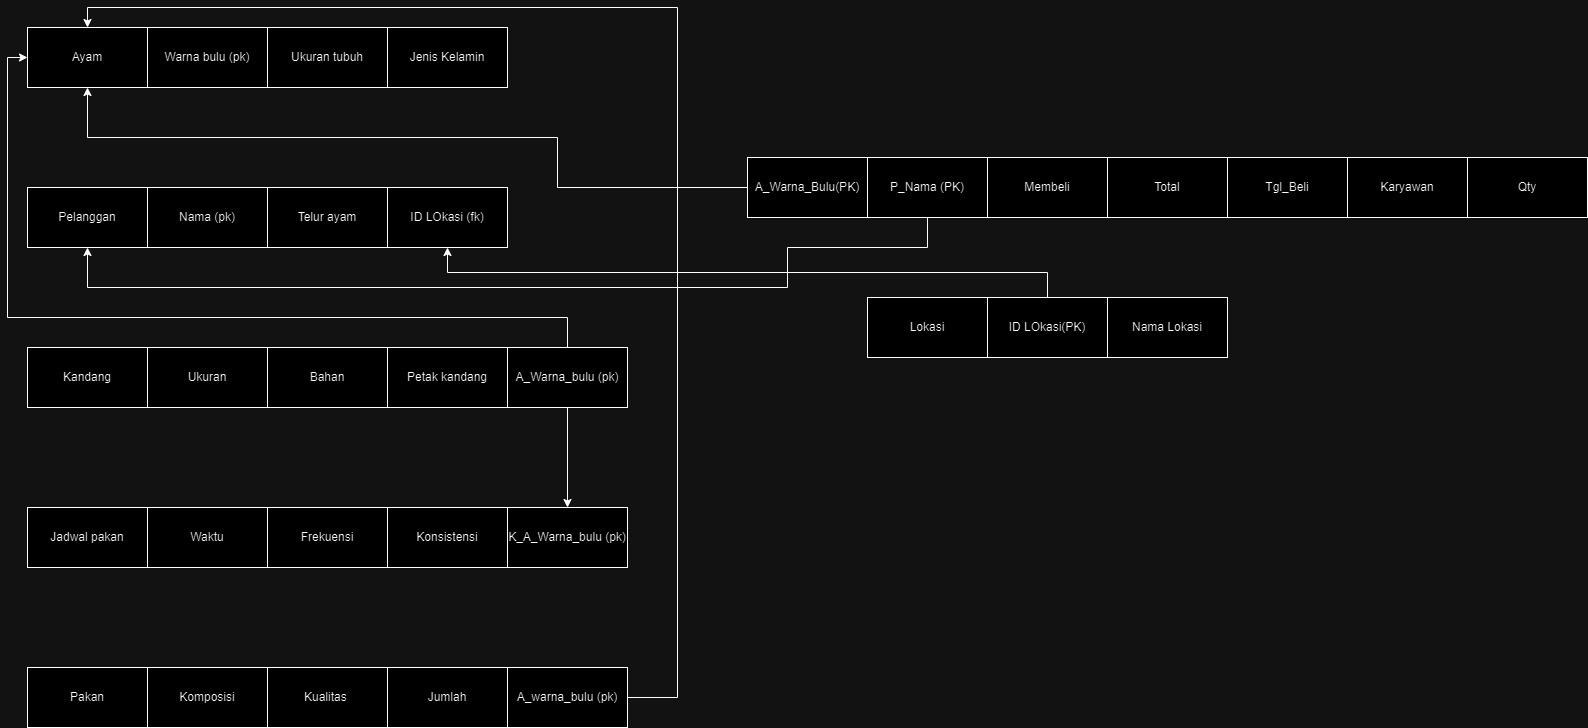 Ayam
Warna bulu (pk)
Ukuran tubuh
Jenis Kelamin
A_Warna_Bulu(PK)
P_Nama (PK)
Membeli
Total
Tgl_Beli
Karyawan
Qty
Pelanggan
Nama (pk)
Telur ayam
ID LOkasi (fk)
Lokasi
ID LOkasi(PK)
Nama Lokasi
Kandang
Ukuran
Bahan
Petak kandang
A_Warna_bulu (pk)
Jadwal pakan
Waktu
Frekuensi
Konsistensi
K_A_Warna_bulu (pk)
Pakan
Komposisi
Kualitas
Jumlah
A_warna_bulu (pk)